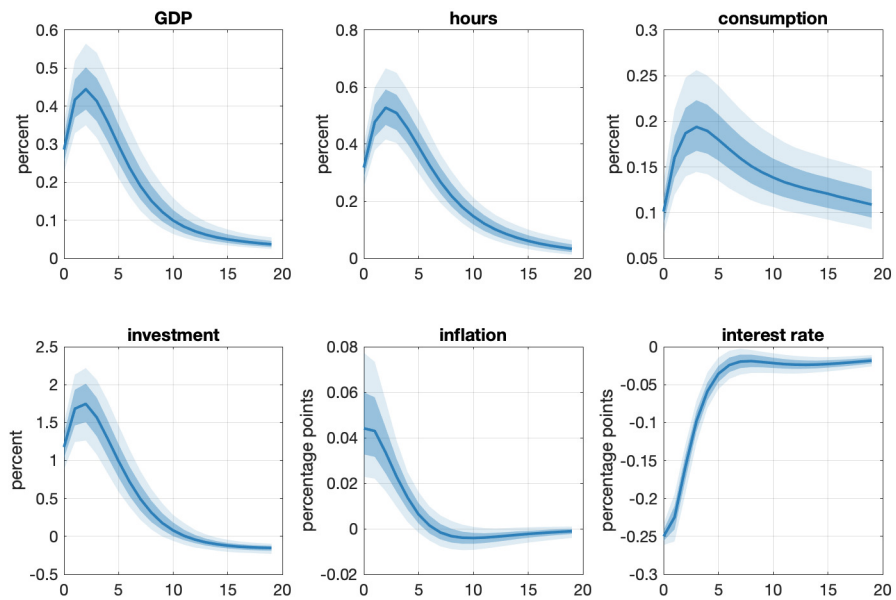 GDP
percent
0.6
0.5
0.4
0.3
0.2
0.1
0
0 5 10 15 20
hours
percent
0.8
0.6
0.4
0.2
0
0 5 10 15 20
consumption
percent
0.3
0.25
0.2
0.15
0.1
0.05
0 5 10 15 20
investment
percent
2.5
2
1.5
1
0.5
0
-0.5
0 5 10 15 20
inflation
percentage points
0.08
0.06
0.04
0.02
0
-0.02
0 5 10 15 20
interest rate
percentage points
0
-0.05
-0.1
-0.15
-0.2
-0.25
-0.3
0 5 10 15 20